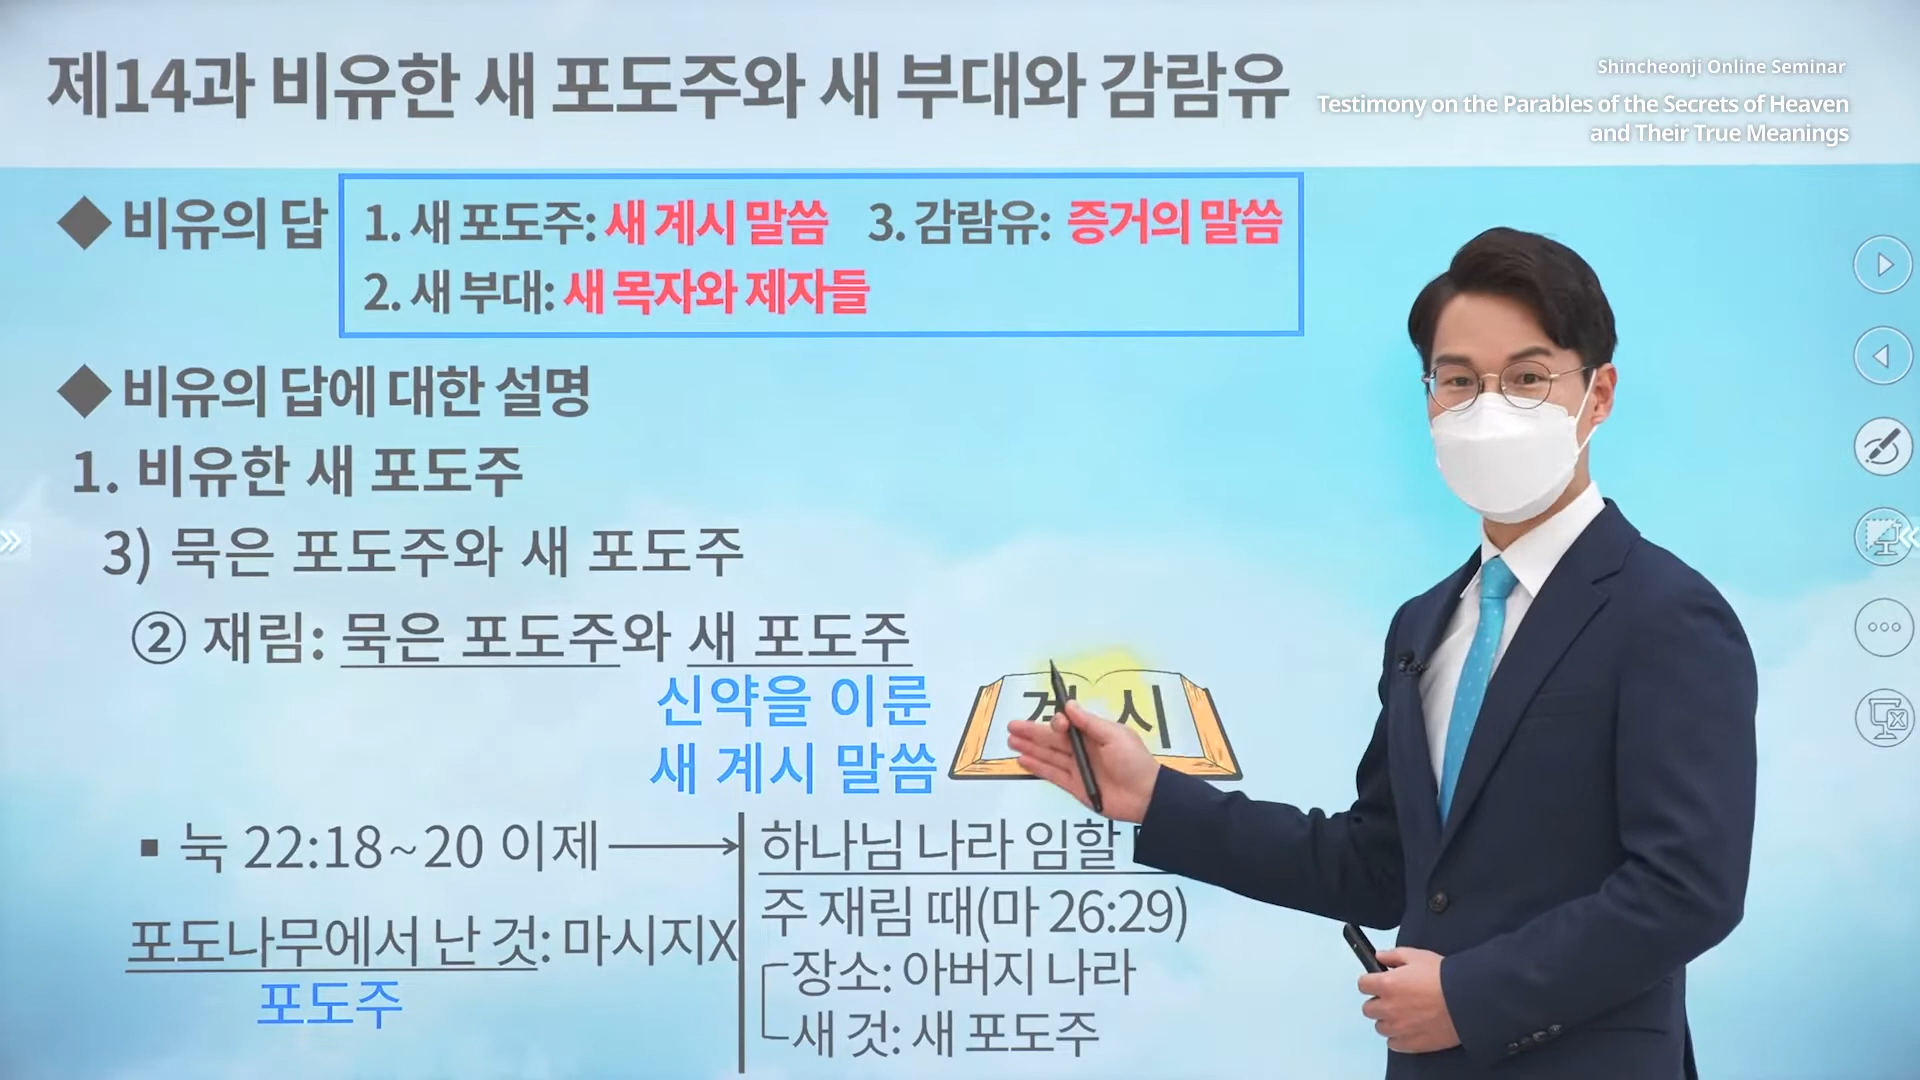 제14과 비유한 새 포도주와 새 부대와 감람유
Shincheonji Online Seminar
Testimony on the Parables of the Secrets of Heaven
and Their True Meanings
◆비유의 답
1. 새 포도주: 새 계시 말씀 3. 감람유: 증거의 말씀
2. 새 부대: 새 목자와 제자들
◆비유의 답에 대한 설명
1. 비유한 새 포도주
3) 묵은 포도주와 새 포도주
② 재림: 묵은 포도주와 새 포도주
신약을 이룬
새 계시 말씀
계 시
▪ 눅 22:18~20 이제
포도나무에서 난 것: 마시지X
포도주
하나님 나라 임할
주 재림 때(마 26:29)
장소: 아버지 나라
새 것: 새 포도주